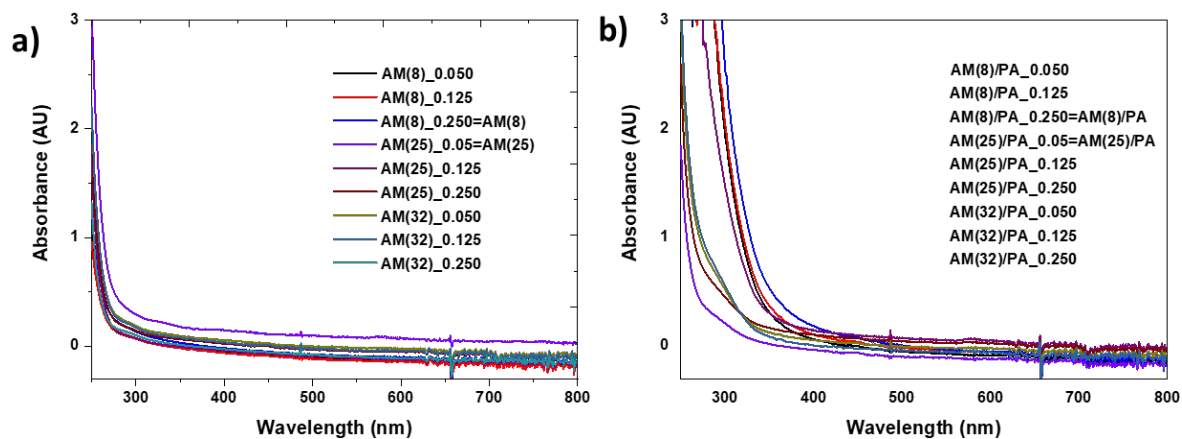 a)
3
2
1
0
Absorbance (AU)
AM(8)_0.050
AM(8)_0.125
AM(8)_0.250=AM(8)
AM(25)_0.05=AM(25)
AM(25)_0.125
AM(25)_0.250
AM(32)_0.050
AM(32)_0.125
AM(32)_0.250
300 400 500 600 700 800
Wavelength (nm)
b)
3
2
1
0
Absorbance (AU)
AM(8)/PA_0.050
AM(8)/PA_0.125
AM(8)/PA_0.250=AM(8)/PA
AM(25)/PA_0.05=AM(25)/PA
AM(25)/PA_0.125
AM(25)/PA_0.250
AM(32)/PA_0.050
AM(32)/PA_0.125
AM(32)/PA_0.250
300 400 500 600 700 800
Wavelength (nm)